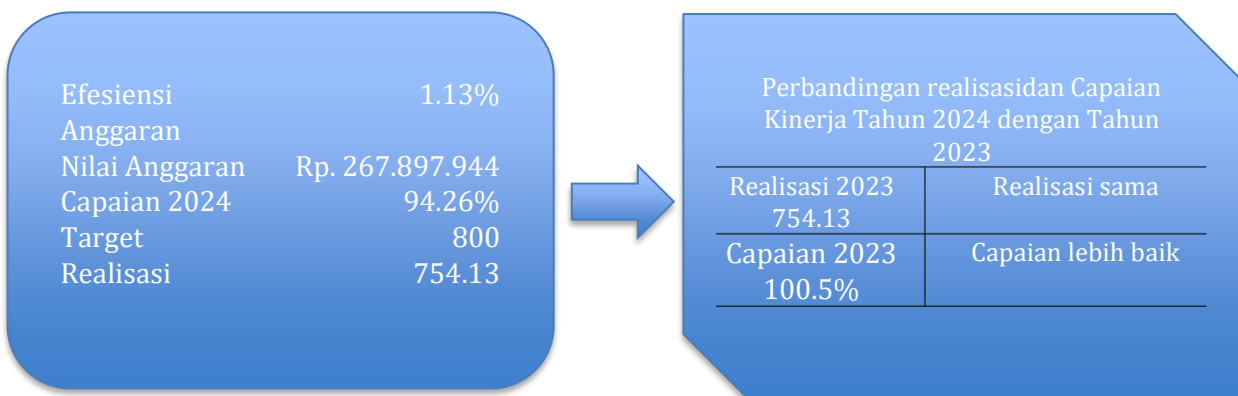 Efesiensi Anggaran 1.13%
Nilai Anggaran Rp. 267.897.944
Capaian 2024 94.26%
Target 800
Realisasi 754.13
Perbandingan realisasidan Capaian
Kinerja Tahun 2024 dengan Tahun
2023
Realisasi 2023 Realisasi sama
754.13
Capaian 2023 Capaian lebih baik
100.5%